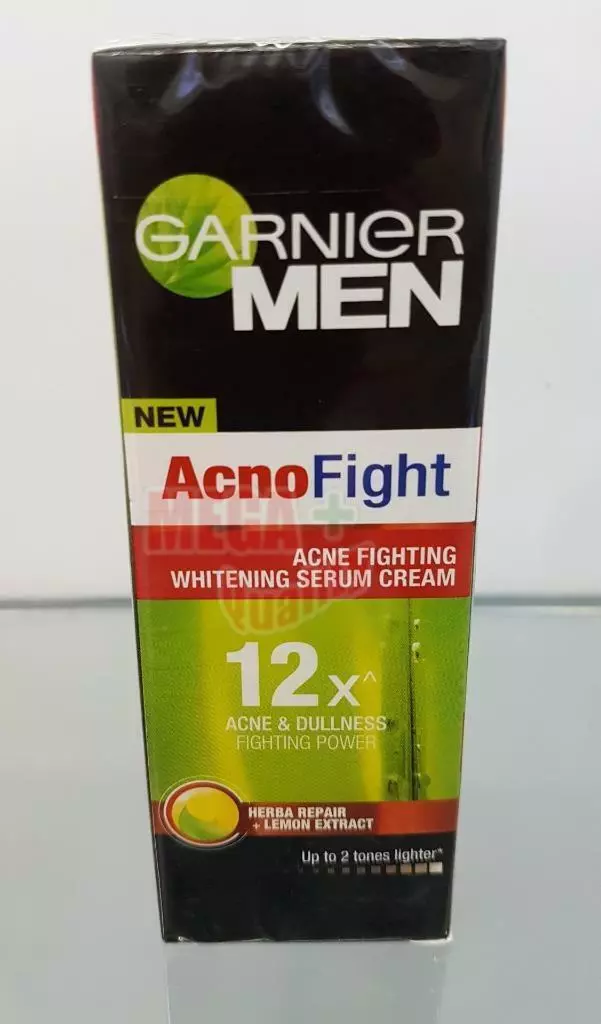 GARNIER
MEN
NEW
AcnoFight
MEGA +
ACNE FIGHTING
WHITENING SERUM CREAM
12x^
ACNE & DULLNESS
FIGHTING POWER
HERBA REPAIR
+ LEMON EXTRACT
Up to 2 tones lighter*